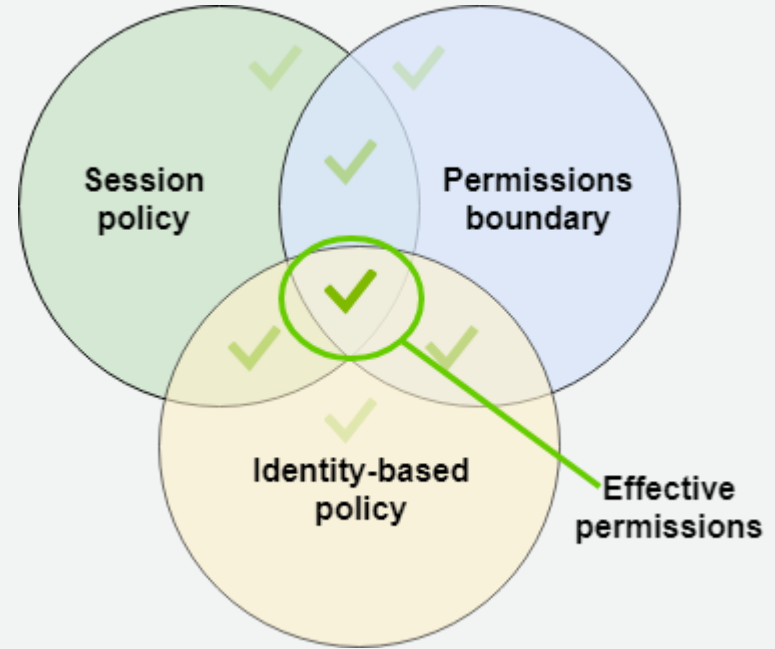 Session
policy
Permissions
boundary
Identity-based
policy
Effective
permissions